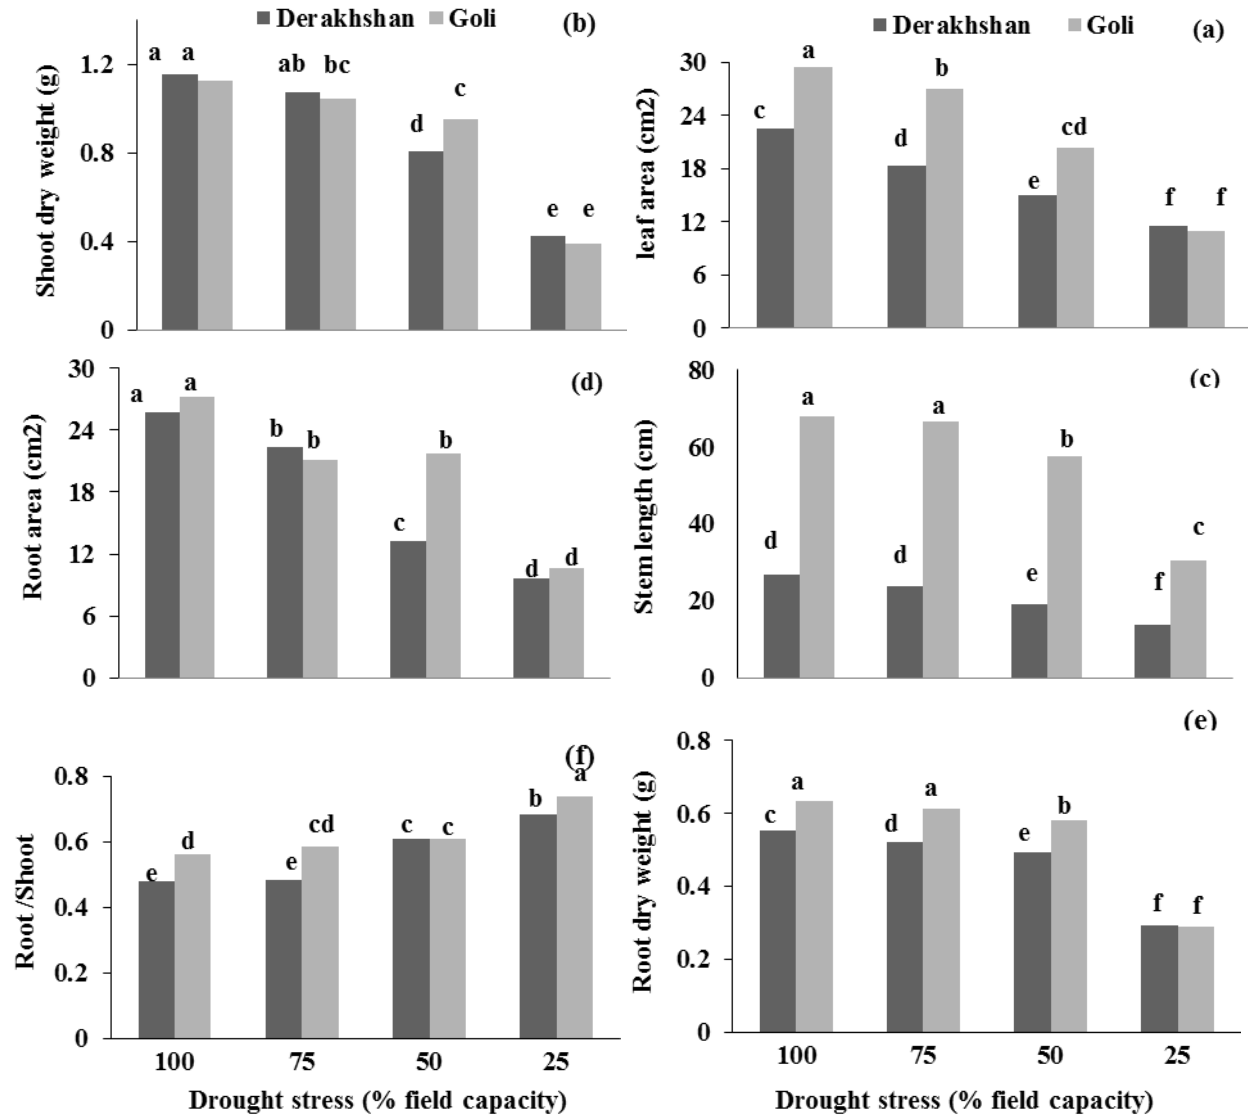 Derakhshan Goli (b)
Shoot dry weight (g)
1.2
0.8
0.4
0
a a ab bc d c e e
Derakhshan Goli (a)
leaf area (cm2)
30
24
18
12
6
0
c a d b e cd f f
(d)
Root area (cm2)
30
24
18
12
6
0
a a b b c b d d
(c)
Stem length (cm)
80
60
40
20
0
d a d a e b f c
(f)
Root /Shoot
0.8
0.6
0.4
0.2
0
e d e cd c c b a
100 75 50 25
Drought stress (% field capacity)
(e)
Root dry weight (g)
0.8
0.6
0.4
0.2
0
c a d a e b f f
100 75 50 25
Drought stress (% field capacity)